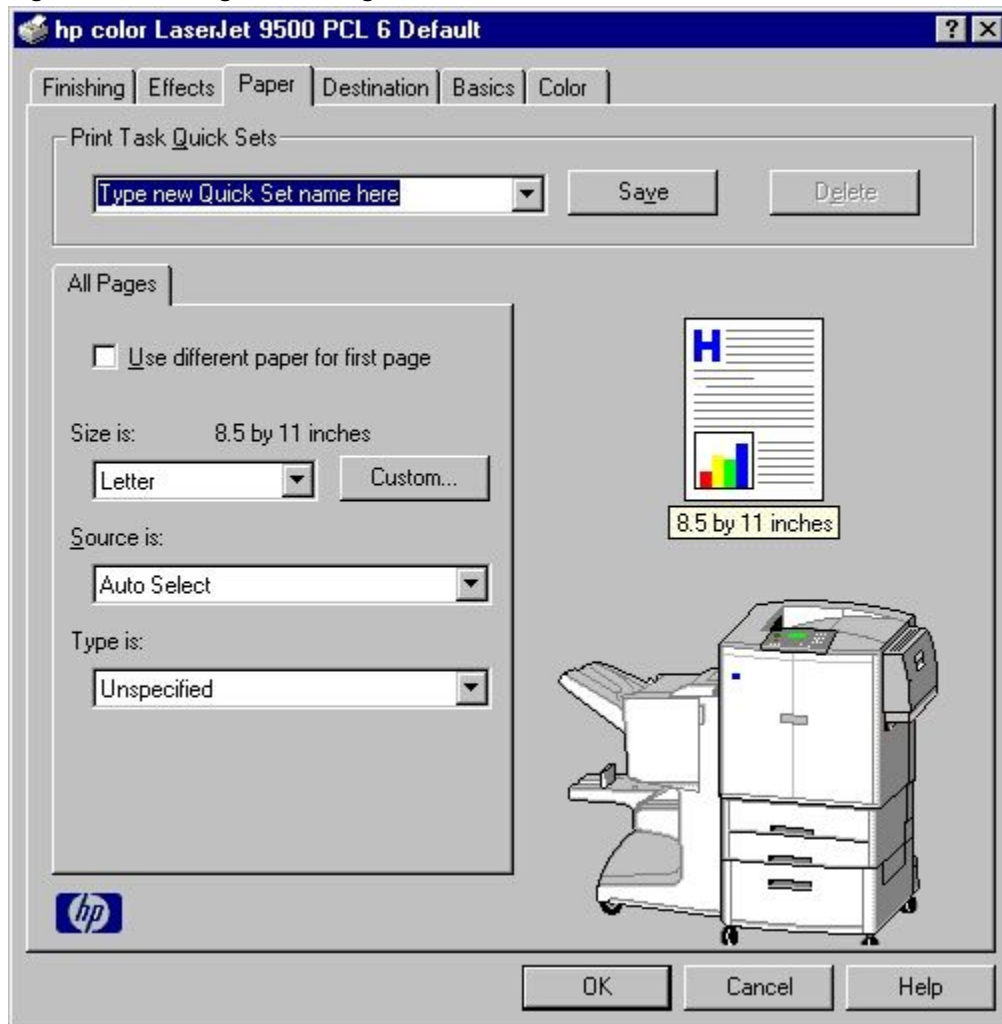 hp color LaserJet 9500 PCL 6 Default
Finishing Effects Paper Destination Basics Color
Print Task Quick Sets
Type new Quick Set name here Save Delete
All Pages
Use different paper for first page
Size is: 8.5 by 11 inches
Letter Custom...
Source is:
Auto Select
Type is:
Unspecified
H
8.5 by 11 inches
hp
OK Cancel Help